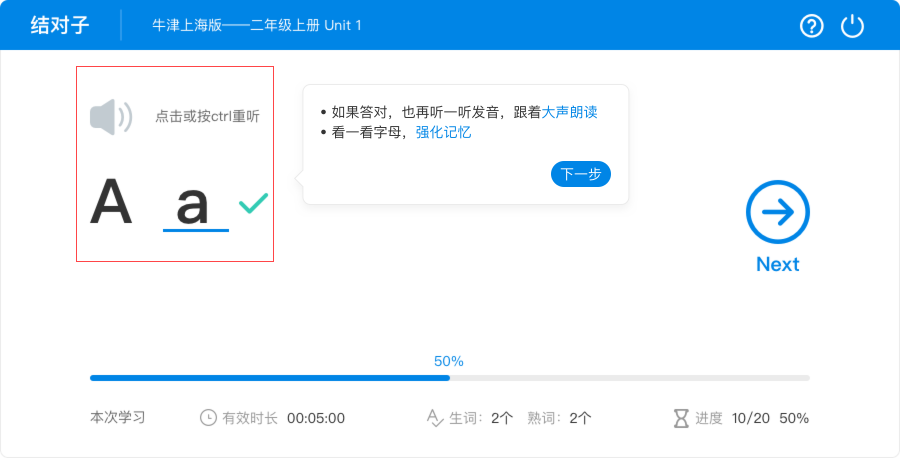 结对子 牛津上海版——二年级上册 Unit 1
点击或按ctrl重听
A a
• 如果答对，也再听一听发音，跟着大声朗读
• 看一看字母，强化记忆
下一步
Next
50%
本次学习 有效时长 00:05:00 生词：2个 熟词：2个 进度 10/20 50%